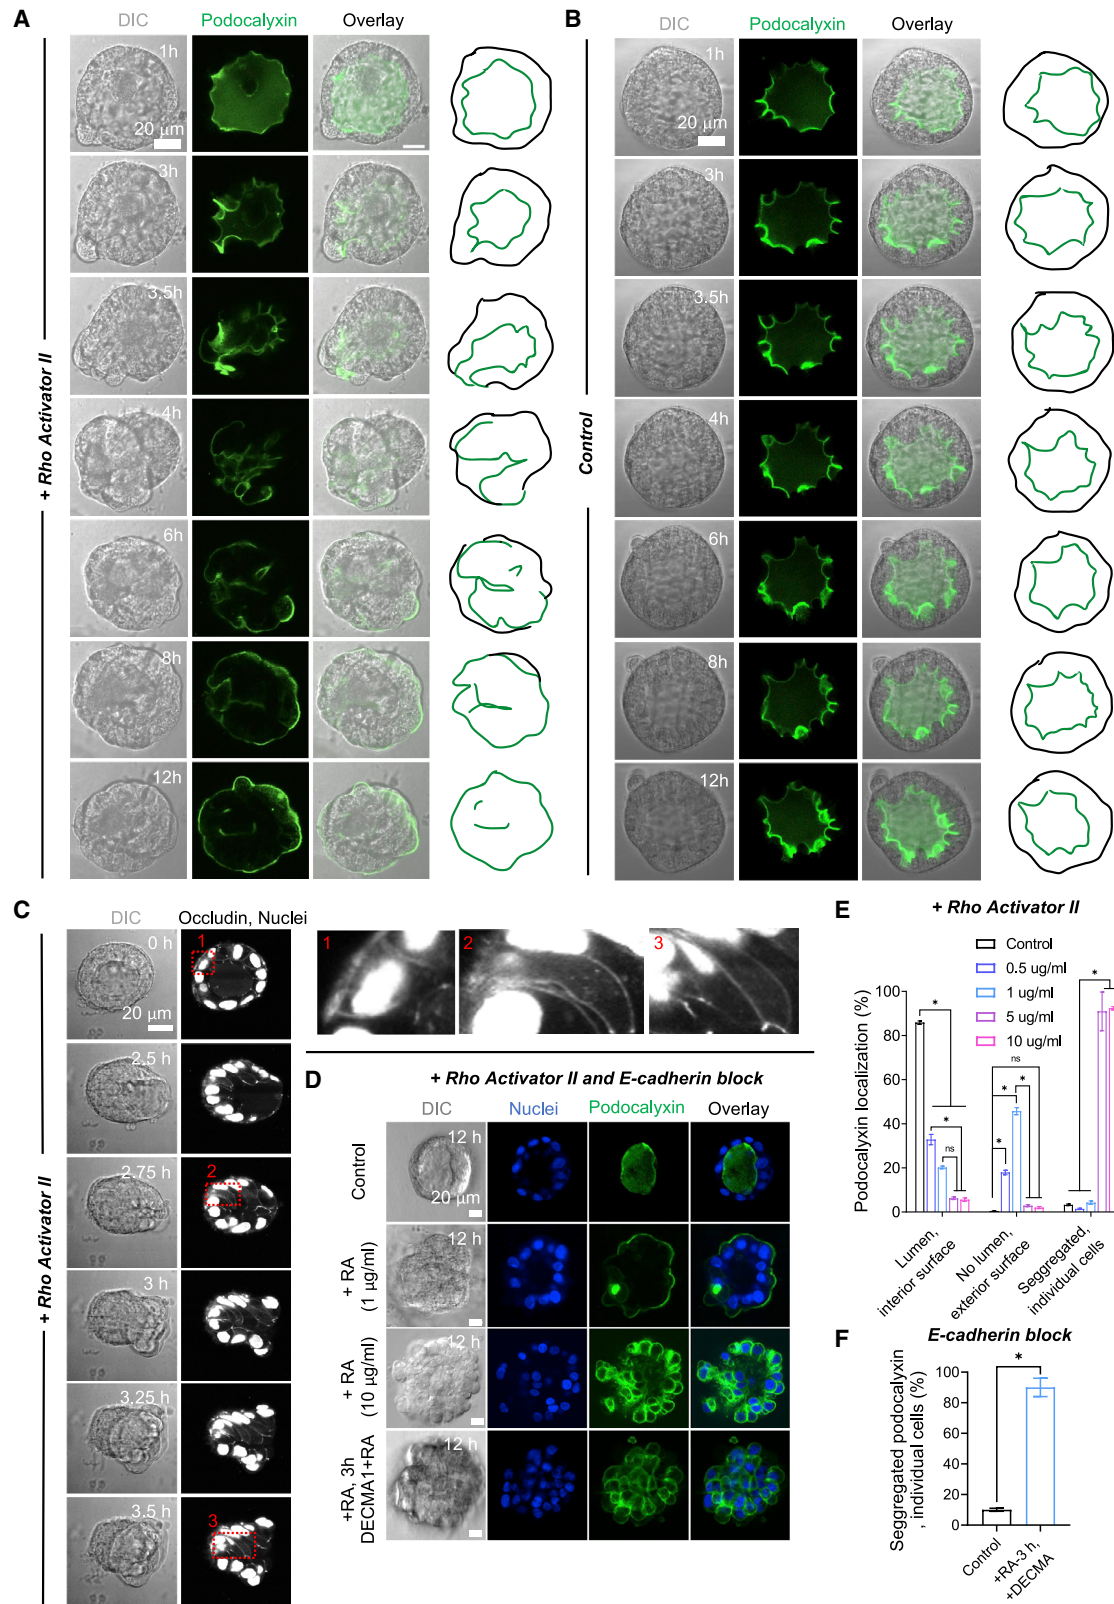 A
DIC
Podocalyxin
Overlay
1h
20 μm
3h
3.5h
4h
6h
8h
12h
+ Rho Activator II
B
DIC
Podocalyxin
Overlay
1h
20 μm
3h
3.5h
4h
6h
8h
12h
Control
C
DIC
Occludin, Nuclei
0 h
1
20 μm
2.5 h
2.75 h
2
3 h
3.25 h
3.5 h
3
+ Rho Activator II
1
2
3
D
+ Rho Activator II and E-cadherin block
DIC
Nuclei
Podocalyxin
Overlay
Control
12 h
20 μm
+ RA
(1 μg/ml)
12 h
+ RA
(10 μg/ml)
12 h
+RA, 3h
DECMA1+RA
12 h
E
+ Rho Activator II
Control
0.5 ug/ml
1 ug/ml
5 ug/ml
10 ug/ml
Podocalyxin localization (%)
100
80
60
40
20
0
*
*
ns
ns
*
*
*
*
Lumen,
interior surface
No lumen,
exterior surface
Seggregated,
individual cells
F
E-cadherin block
Seggregated podocalyxin
, individual cells (%)
100
80
60
40
20
0
*
Control
+RA-3 h,
+DECMA